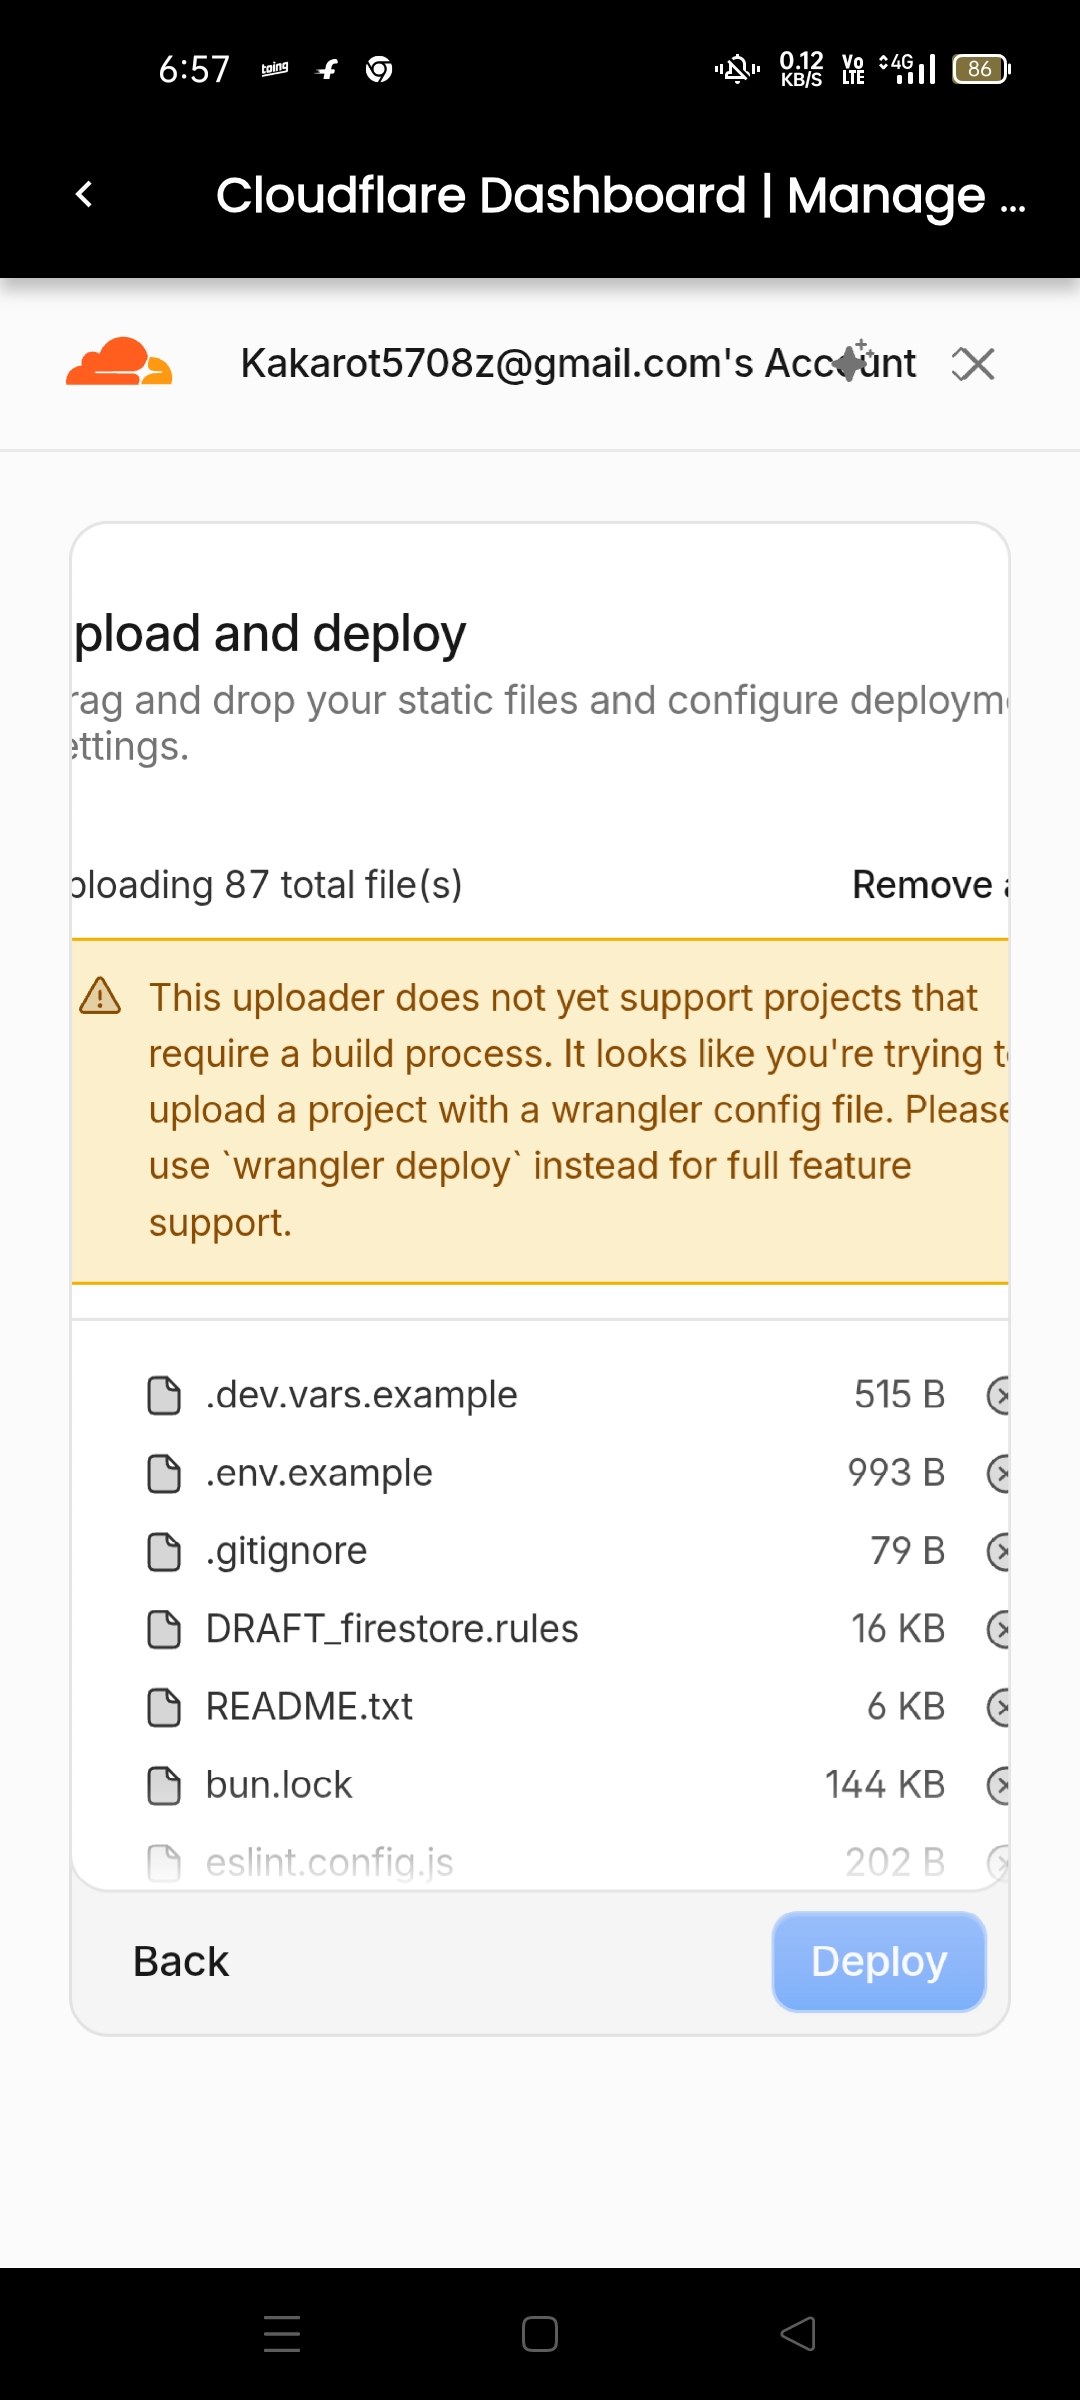 6:57
toing
0.12 KB/S
Vo LTE
4G
86
Cloudflare Dashboard | Manage ...
Kakarot5708z@gmail.com's Account
pload and deploy
rag and drop your static files and configure deployme
ettings.
ploading 87 total file(s)
Remove a
This uploader does not yet support projects that
require a build process. It looks like you're trying to
upload a project with a wrangler config file. Please
use `wrangler deploy` instead for full feature
support.
.dev.vars.example 515 B
.env.example 993 B
.gitignore 79 B
DRAFT_firestore.rules 16 KB
README.txt 6 KB
bun.lock 144 KB
eslint.config.js 202 B
Back
Deploy